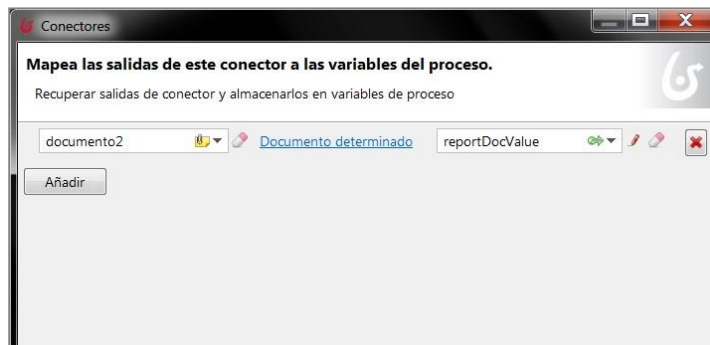 Conectores
Mapea las salidas de este conector a las variables del proceso.
Recuperar salidas de conector y almacenarlos en variables de proceso
documento2 Documento determinado reportDocValue
Añadir